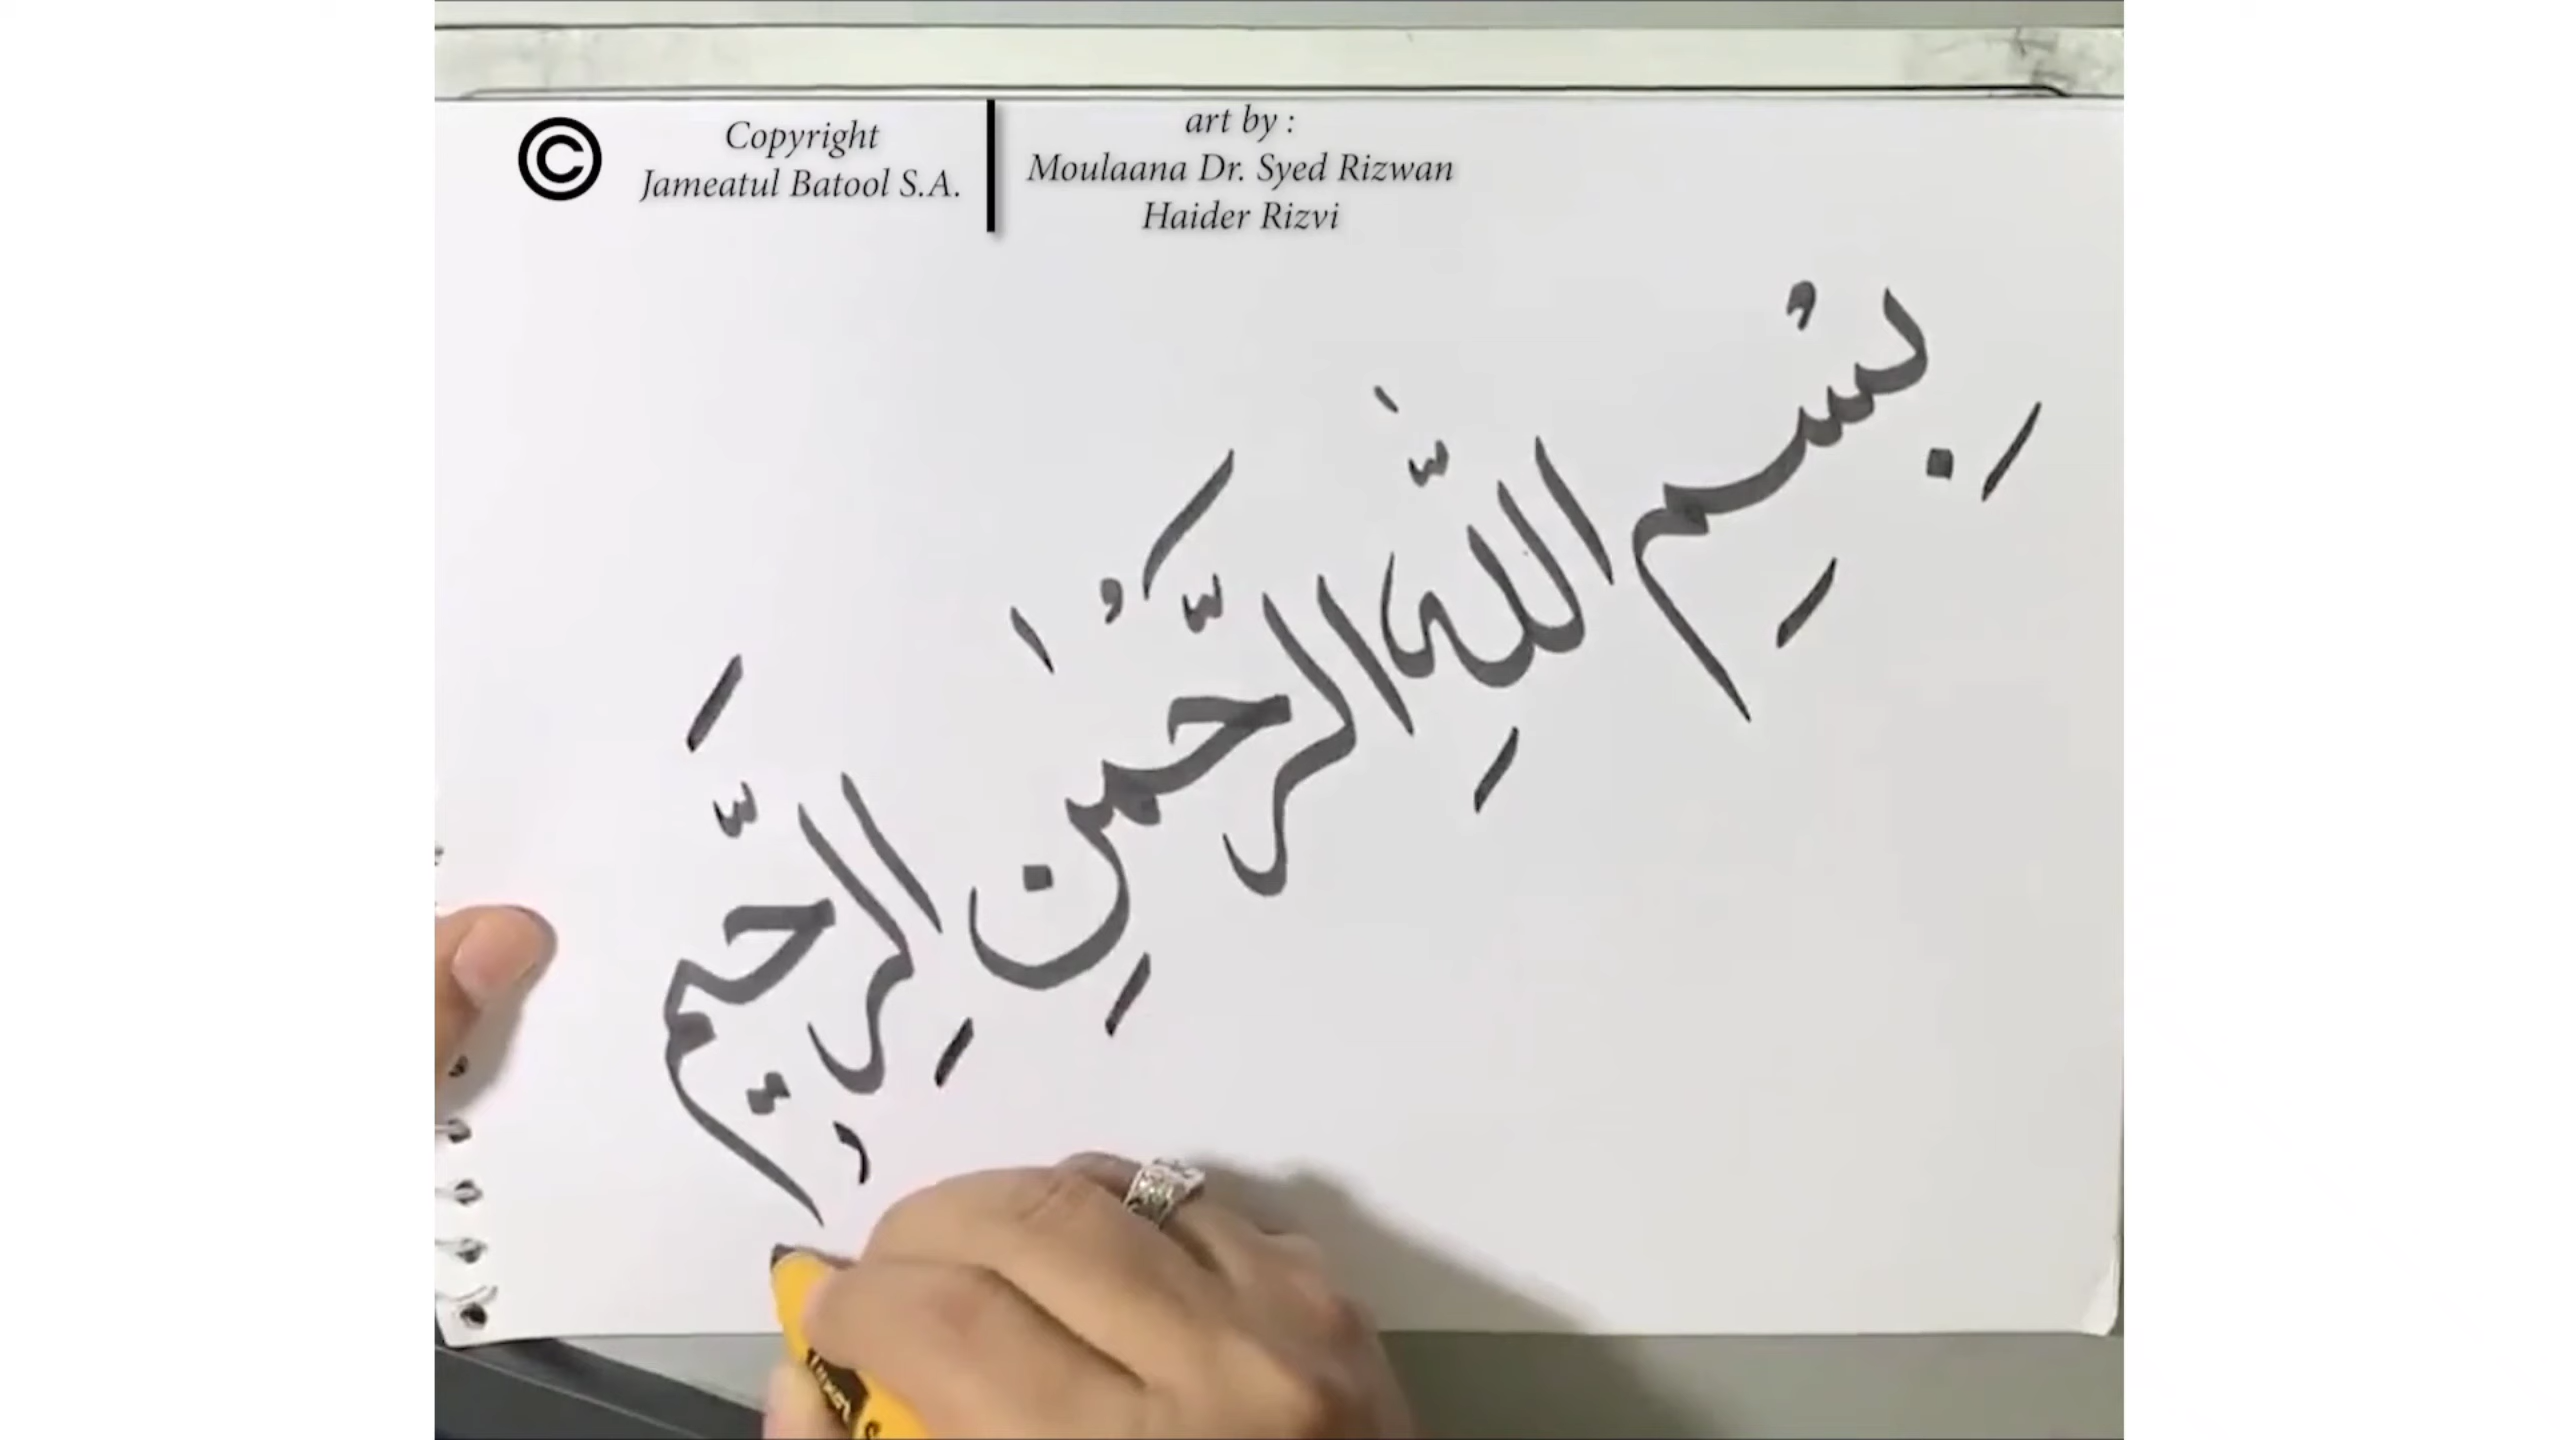 ©
Copyright
Jameatul Batool S.A.
art by :
Moulaana Dr. Syed Rizwan
Haider Rizvi
بِسْمِ اللّٰهِ الرَّحْمٰنِ الرَّحِيْمِ